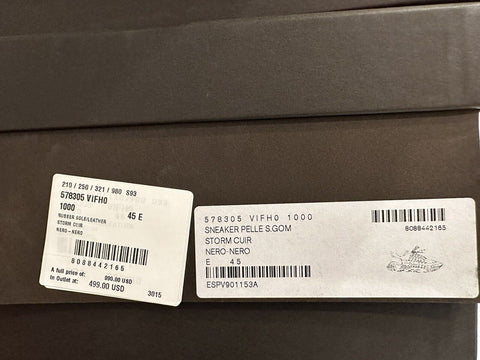 210 / 250 / 321 / 980 S93
578305 VIFH0
1000 45 E
RUBBER SOLE/LEATHER
STORM CUIR
NERO-NERO
8088442165
A full price of: 890.00 USD
In Outlet at: 499.00 USD 3015
578305 VIFH0 1000
SNEAKER PELLE S.GOM
STORM CUIR
NERO-NERO
E 45
ESPV901153A
8088442165